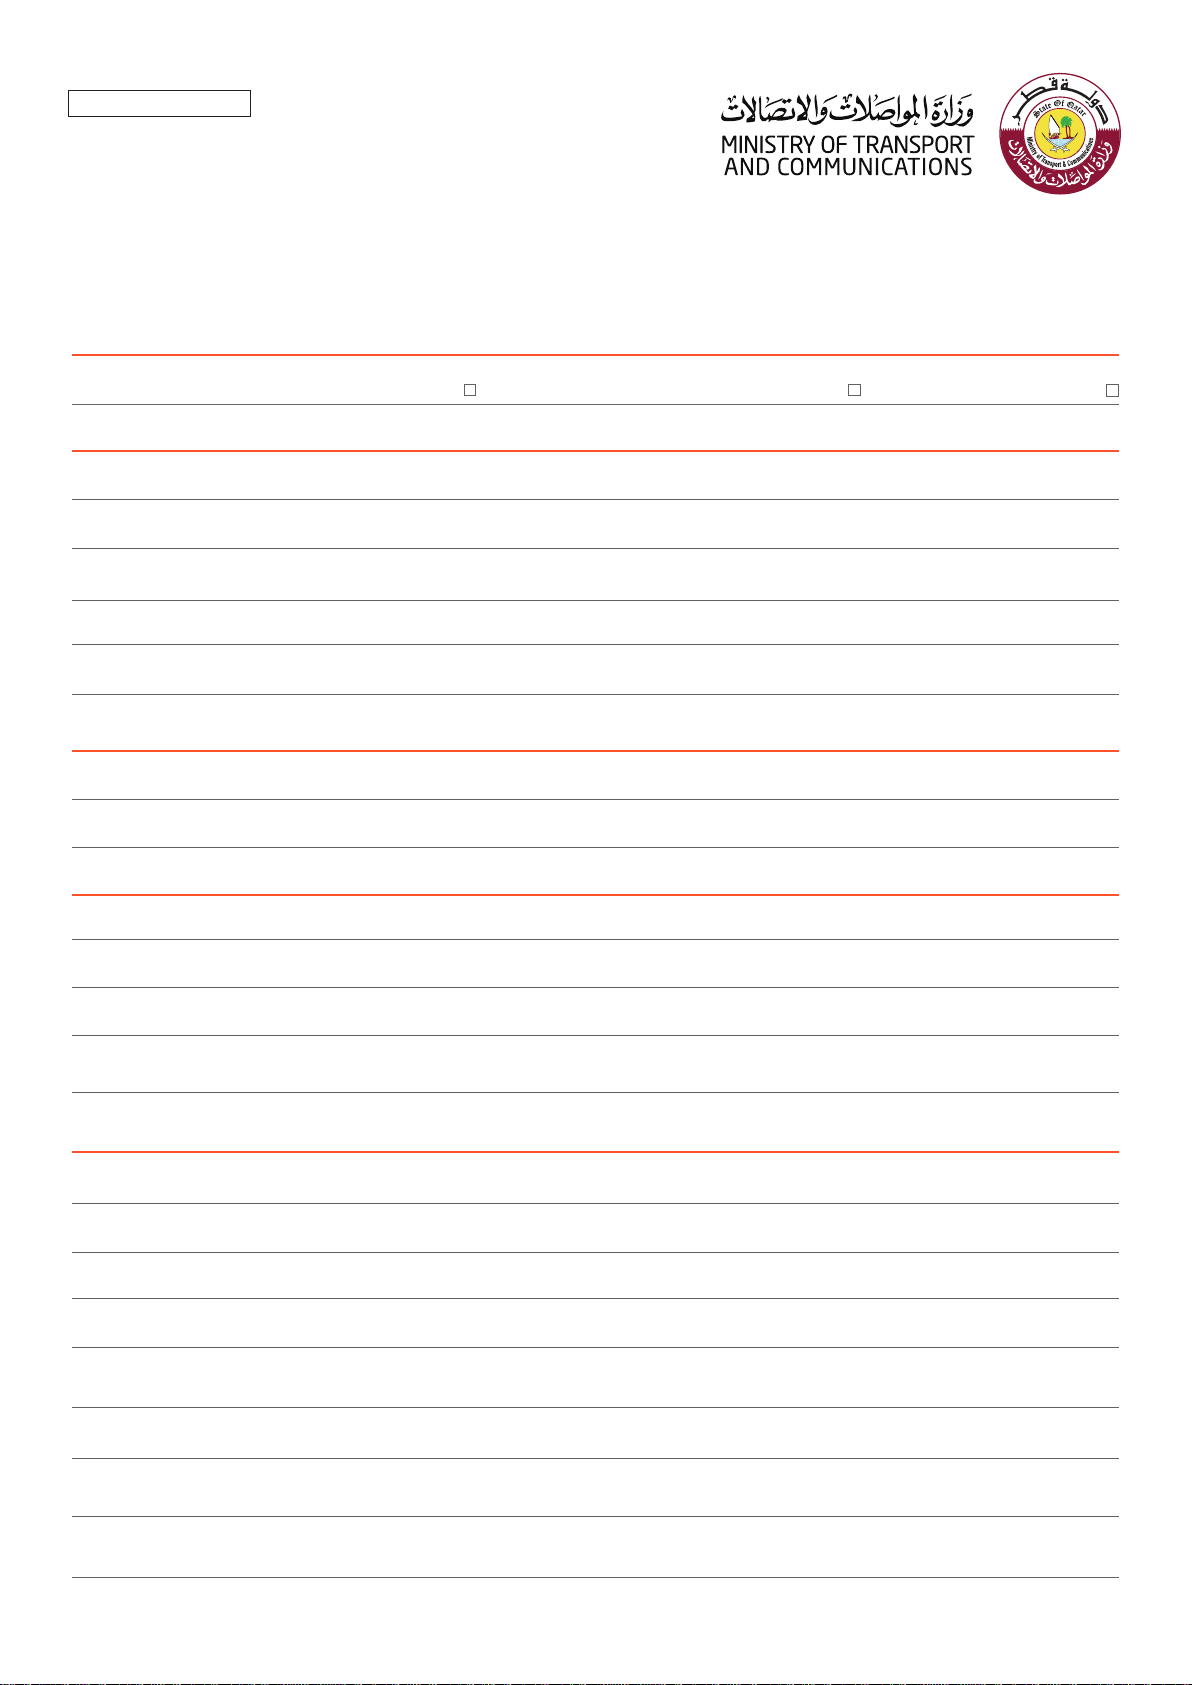 وزارة المواصلات والاتصالات
MINISTRY OF TRANSPORT
AND COMMUNICATIONS
دولة قطر
State Of Qatar
Ministry of Transport & Communications
وزارة المواصلات والاتصالات